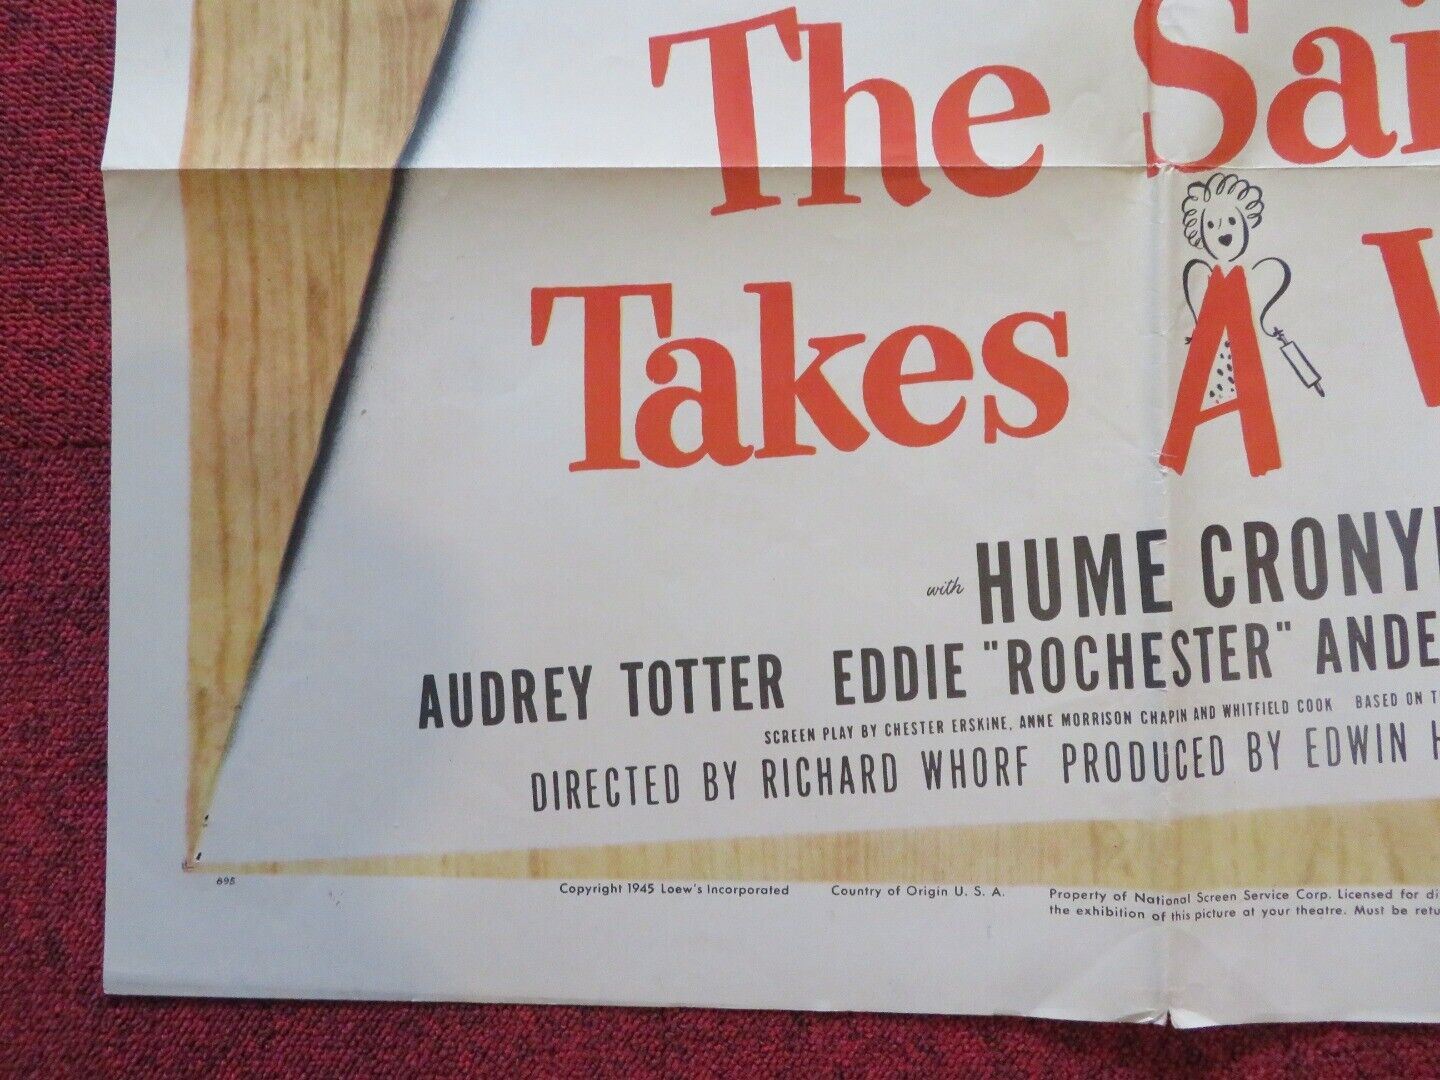 The Sai
Takes A
with HUME CRONY
AUDREY TOTTER EDDIE "ROCHESTER" ANDE
SCREEN PLAY BY CHESTER ERSKINE, ANNE MORRISON CHAPIN AND WHITFIELD COOK BASED ON T
DIRECTED BY RICHARD WHORF PRODUCED BY EDWIN H
695 Copyright 1945 Loew's Incorporated Country of Origin U. S. A. Property of National Screen Service Corp. Licensed for di
the exhibition of this picture at your theatre. Must be retu